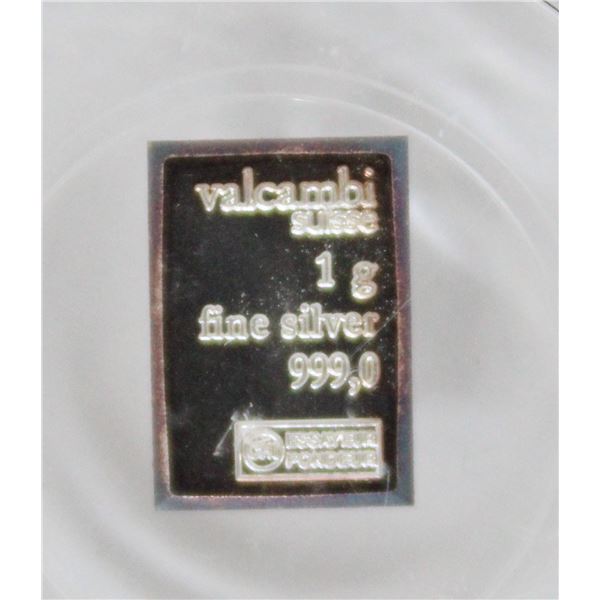 valcambi
suisse
1 g
fine silver
999,0
ESSAYEUR
FONDEUR